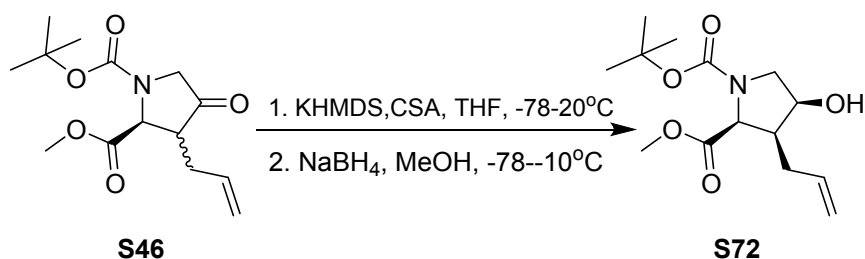 O
O
N
O
O
O
S46
1. KHMDS,CSA, THF, -78-20°C
2. NaBH₄, MeOH, -78--10°C
O
O
N
OH
O
O
S72